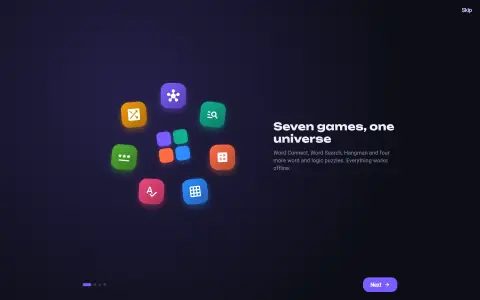 Skip
Seven games, one
universe
Word Connect, Word Search, Hangman and four
more word and logic puzzles. Everything works
offline.
Next